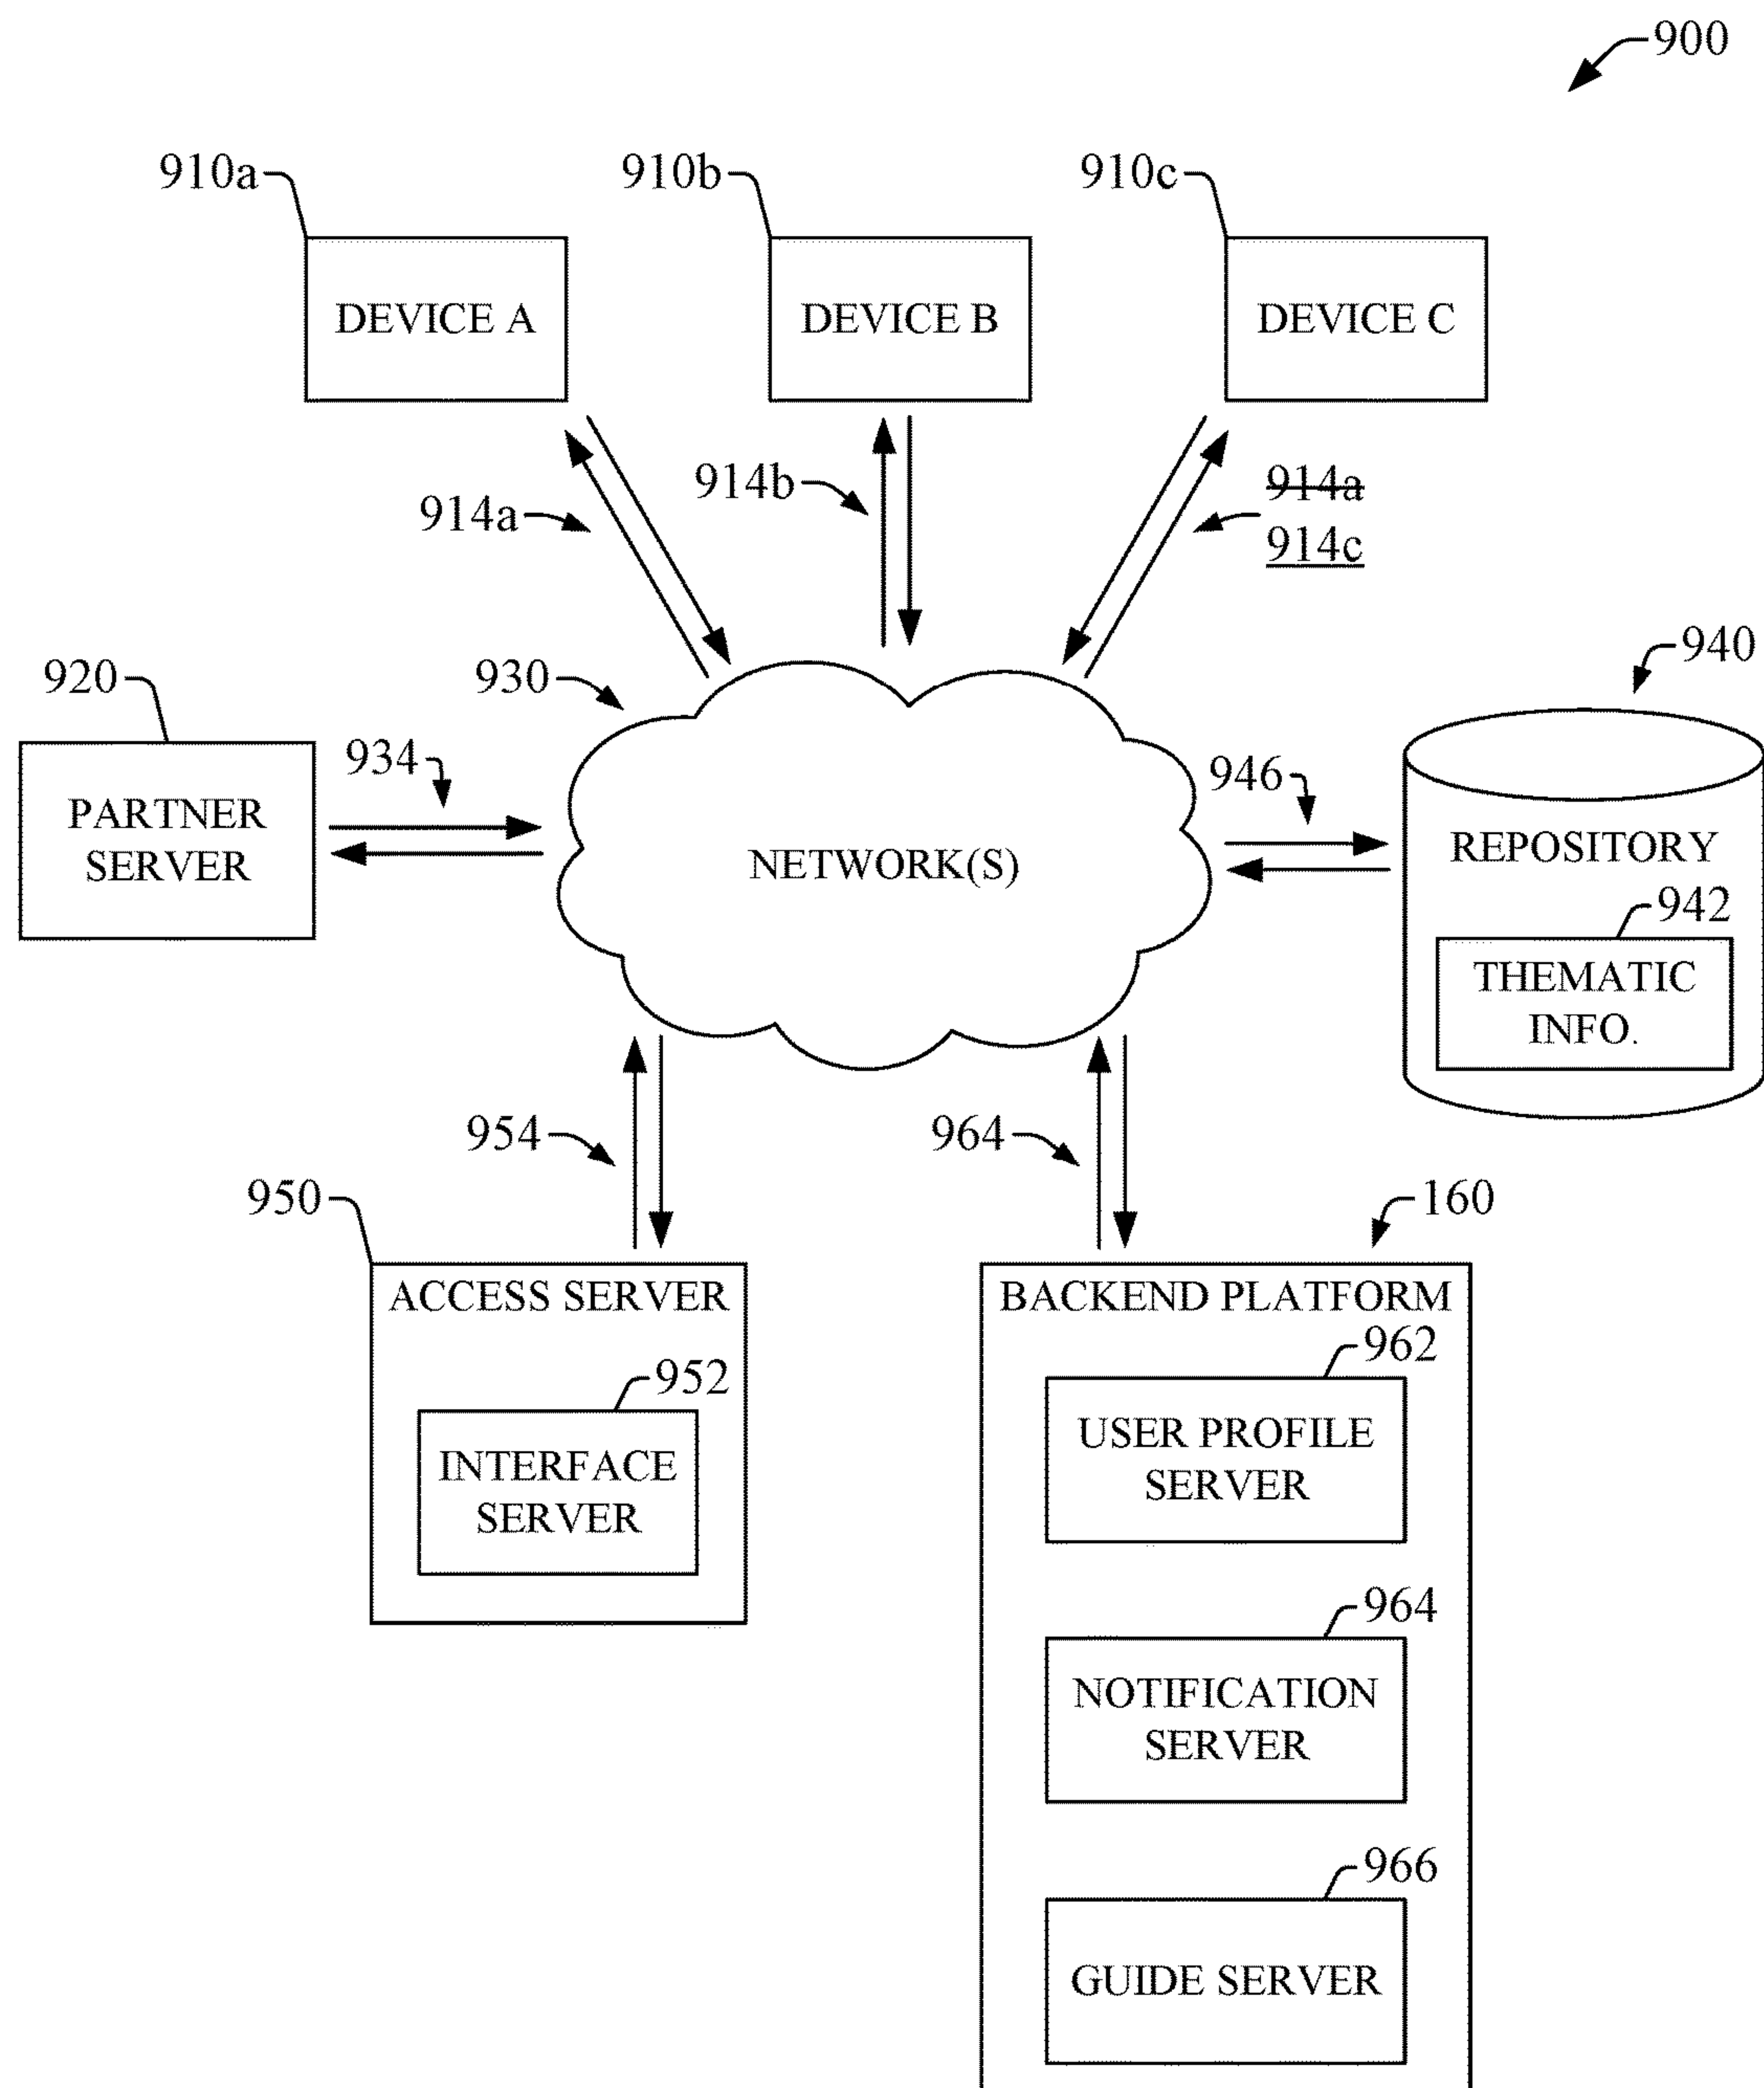 900
910a
910b
910c
DEVICE A
DEVICE B
DEVICE C
914a
914b
914a
914c
920
930
940
934
946
PARTNER
SERVER
NETWORK(S)
REPOSITORY
942
THEMATIC
INFO.
954
964
950
160
ACCESS SERVER
952
INTERFACE
SERVER
BACKEND PLATFORM
962
USER PROFILE
SERVER
964
NOTIFICATION
SERVER
966
GUIDE SERVER